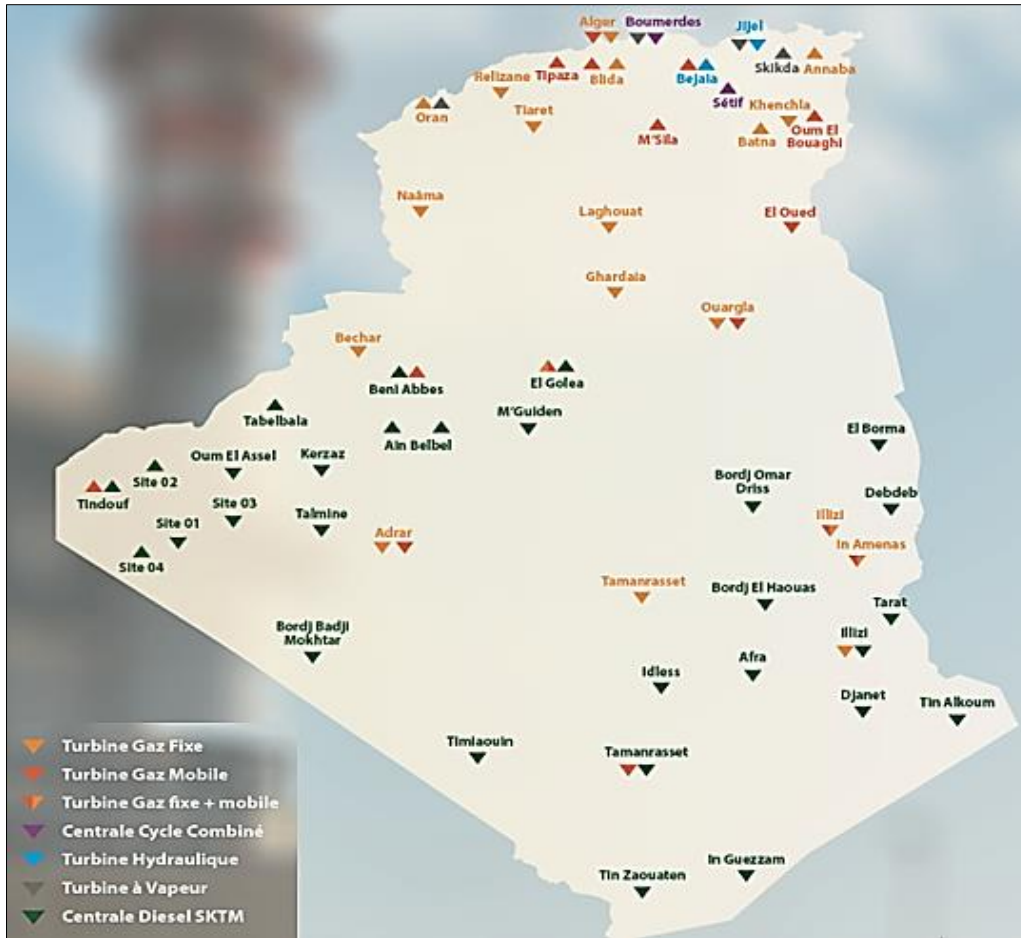 Alger
Boumerdes
Jijel
Skikda
Annaba
Relizane
Tipaza
Blida
Bejaia
Sétif
Khenchla
Oran
Tiaret
M'Sila
Batna
Oum El
Bouaghi
Naâma
Laghouat
El Oued
Ghardaia
Ouargla
Bechar
Beni Abbes
El Golea
Tabelbala
M'Guiden
Ain Belbel
El Borma
Oum El Assel
Kerzaz
Site 02
Tindouf
Bordj Omar
Driss
Debdeb
Site 03
Site 01
Talmine
Illizi
Adrar
In Amenas
Site 04
Tamanrasset
Bordj El Haouas
Tarat
Bordj Badji
Mokhtar
Illizi
Afra
Idless
Djanet
Tin Alkoum
Timiaouin
Tamanrasset
In Guezzam
Tin Zaouaten
Turbine Gaz Fixe
Turbine Gaz Mobile
Turbine Gaz fixe + mobile
Centrale Cycle Combiné
Turbine Hydraulique
Turbine à Vapeur
Centrale Diesel SKTM